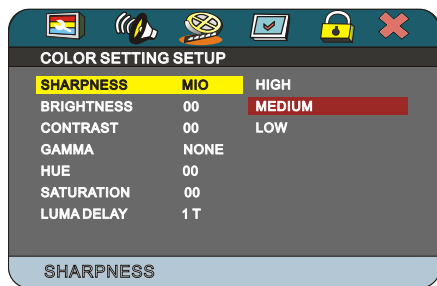 COLOR SETTING SETUP
SHARPNESS MIO HIGH
BRIGHTNESS 00 MEDIUM
CONTRAST 00 LOW
GAMMA NONE
HUE 00
SATURATION 00
LUMA DELAY 1 T
SHARPNESS